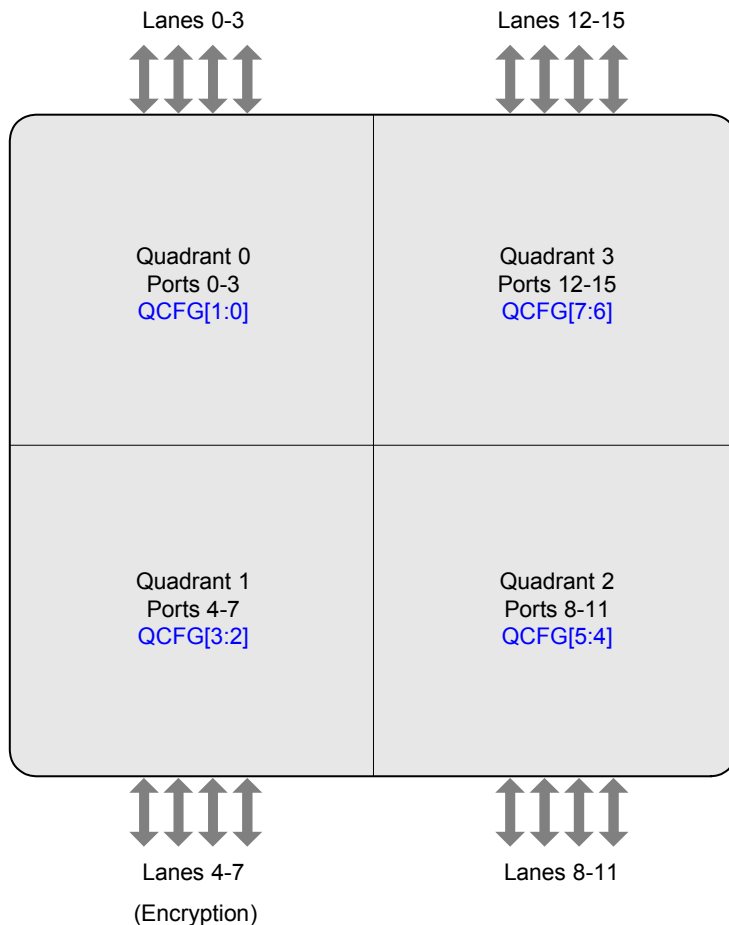 Lanes 0-3
Lanes 12-15
Quadrant 0
Ports 0-3
QCFG[1:0]
Quadrant 3
Ports 12-15
QCFG[7:6]
Quadrant 1
Ports 4-7
QCFG[3:2]
Quadrant 2
Ports 8-11
QCFG[5:4]
Lanes 4-7
(Encryption)
Lanes 8-11